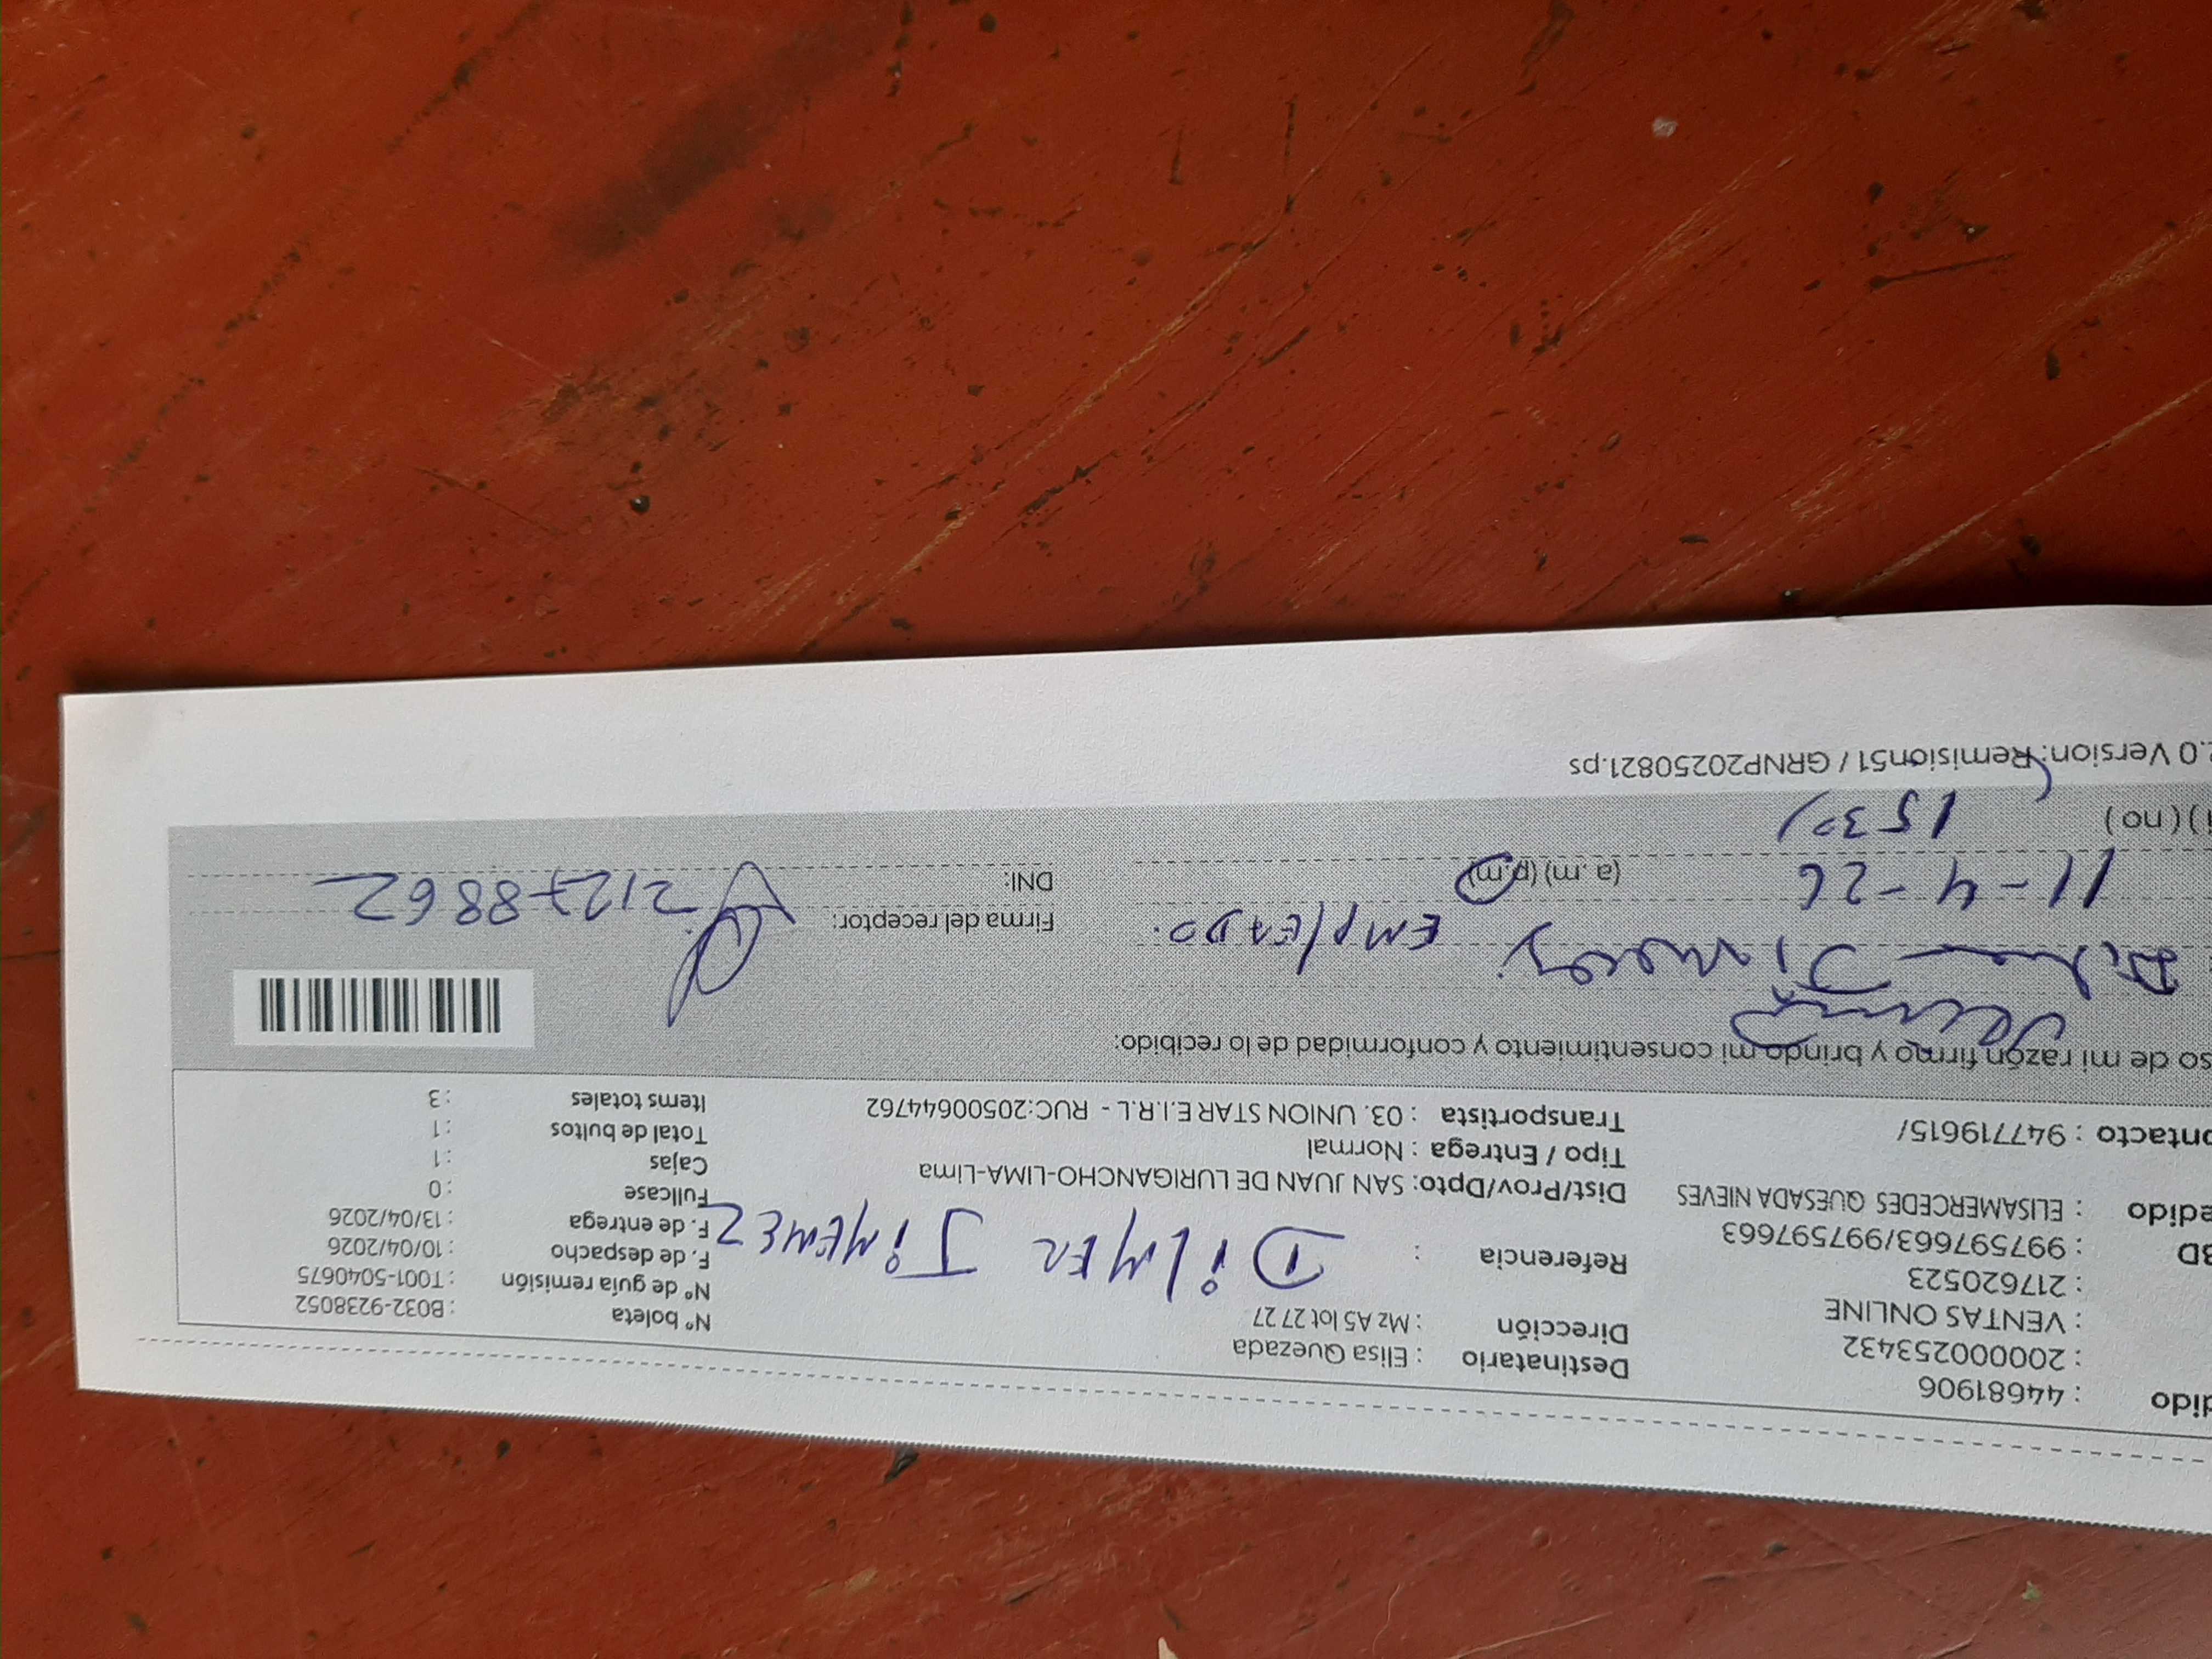 dido : 44681906
: 20000253432
: VENTAS ONLINE
: 217620523
BD : 997597663/997597663
edido : ELISAMERCEDES QUESADA NIEVES
ontacto : 947719615/
Destinatario : Elisa Quezada
Dirección : Mz A5 lot 27 27
Referencia : DilMER JiMENEZ
Dist/Prov/Dpto: SAN JUAN DE LURIGANCHO-LIMA-Lima
Tipo / Entrega : Normal
Transportista : 03. UNION STAR E.I.R.L - RUC:20500644762
N° boleta : B032-9238052
N° de guía remisión : T001-5040675
F. de despacho : 10/04/2026
F. de entrega : 13/04/2026
Fullcase : 0
Cajas : 1
Total de bultos : 1
Items totales : 3
so de mi razón firmo y brindo mi consentimiento y conformidad de lo recibido:
Dilmer Jimenez EMPLEADO.
Firma del receptor:
11-4-26 (a.m) (p.m)
DNI: 21278862
i ) ( no ) 1530
2.0 Version: Remision51 / GRNP20250821.ps